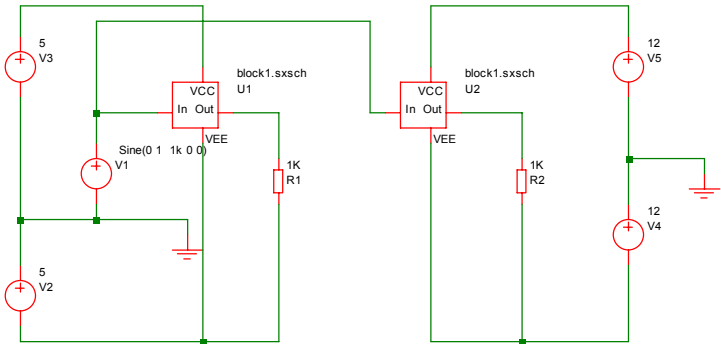 5
V3
block1.sxsch
U1
VCC
In Out
VEE
Sine(0 1 1k 0 0)
V1
1K
R1
5
V2
block1.sxsch
U2
VCC
In Out
VEE
1K
R2
12
V5
12
V4